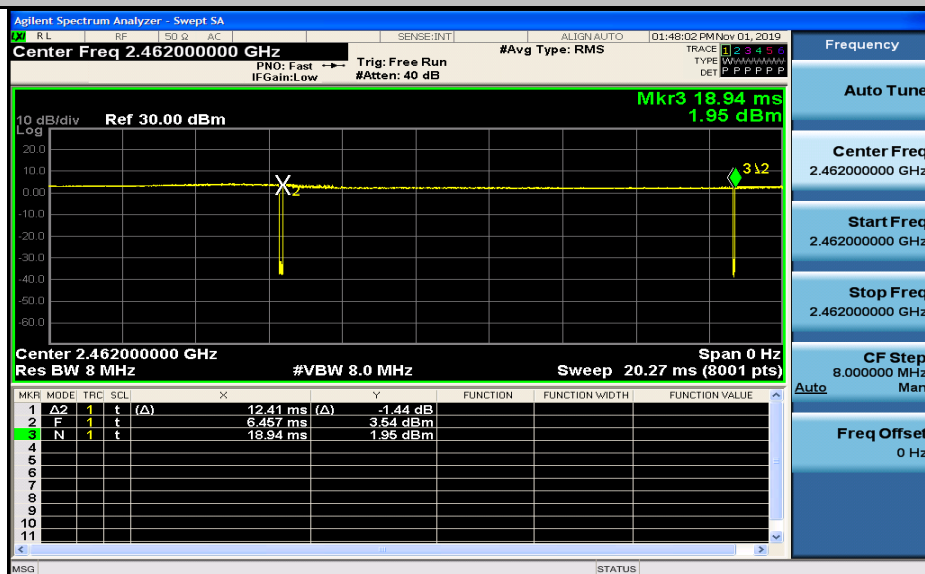 Agilent Spectrum Analyzer - Swept SA
LXI RL RF 50 Ω AC SENSE:INT ALIGN AUTO 01:48:02 PM Nov 01, 2019
Center Freq 2.462000000 GHz #Avg Type: RMS TRACE 1 2 3 4 5 6
PNO: Fast Trig: Free Run TYPE WWWWWW
IFGain:Low #Atten: 40 dB DET P P P P P P
Mkr3 18.94 ms
1.95 dBm
10 dB/div Ref 30.00 dBm
Log
20.0
10.0
0.00
-10.0
-20.0
-30.0
-40.0
-50.0
-60.0
2
3 Δ2
Center 2.462000000 GHz Span 0 Hz
Res BW 8 MHz #VBW 8.0 MHz Sweep 20.27 ms (8001 pts)
MKR MODE TRC SCL X Y FUNCTION FUNCTION WIDTH FUNCTION VALUE
1 Δ2 1 t (Δ) 12.41 ms (Δ) -1.44 dB
2 F 1 t 6.457 ms 3.54 dBm
3 N 1 t 18.94 ms 1.95 dBm
4
5
6
7
8
9
10
11
MSG STATUS
Frequency
Auto Tune
Center Freq
2.462000000 GHz
Start Freq
2.462000000 GHz
Stop Freq
2.462000000 GHz
CF Step
8.000000 MHz
Auto Man
Freq Offset
0 Hz